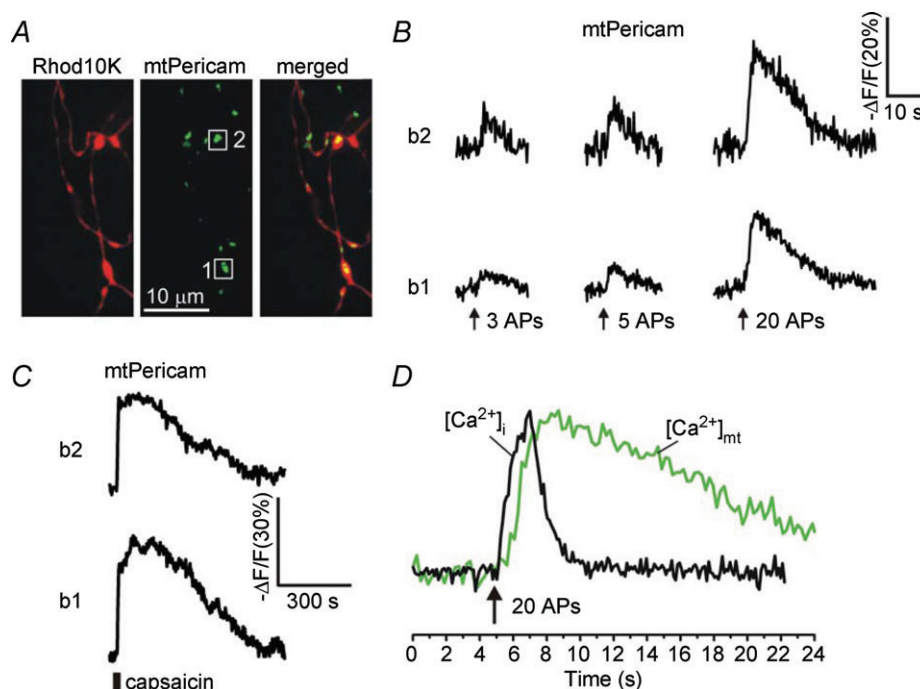 A
Rhod10K mtPericam merged
2
1
10 μm
B
mtPericam
b2
b1
3 APs 5 APs 20 APs
-ΔF/F(20%)
10 s
C
mtPericam
b2
b1
-ΔF/F(30%)
300 s
capsaicin
D
[Ca²⁺]i
[Ca²⁺]mt
20 APs
0 2 4 6 8 10 12 14 16 18 20 22 24
Time (s)